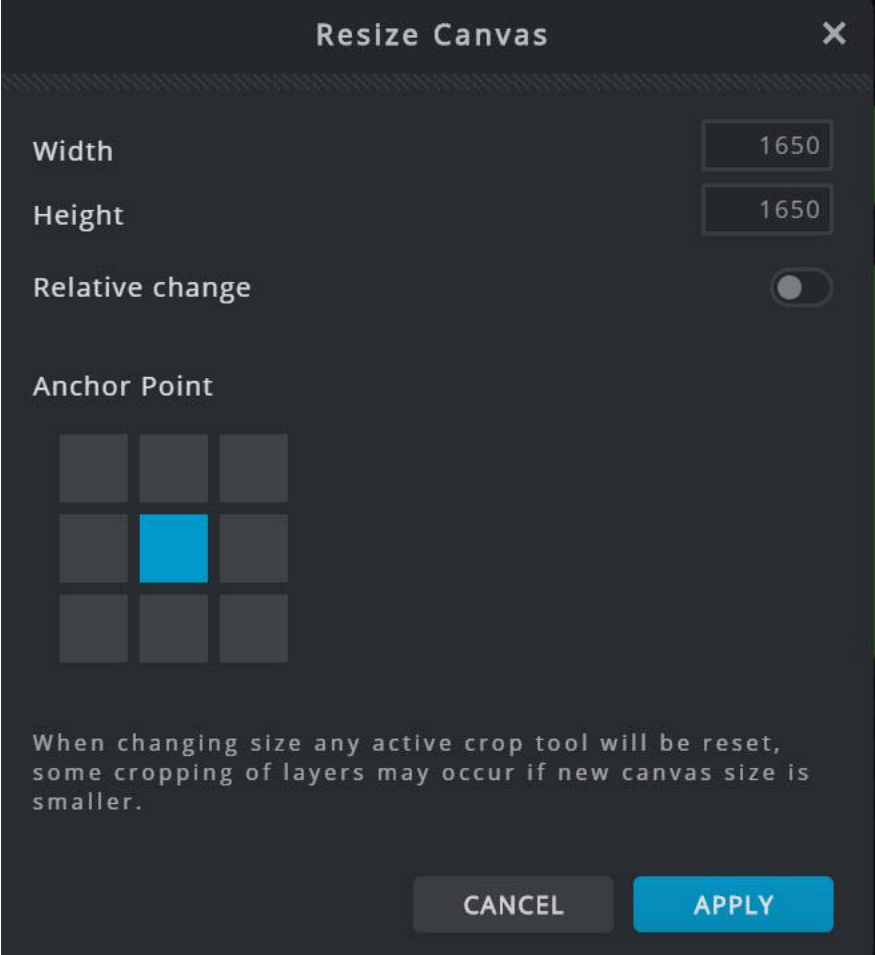 Resize Canvas
Width
1650
Height
1650
Relative change
Anchor Point
When changing size any active crop tool will be reset,
some cropping of layers may occur if new canvas size is
smaller.
CANCEL
APPLY